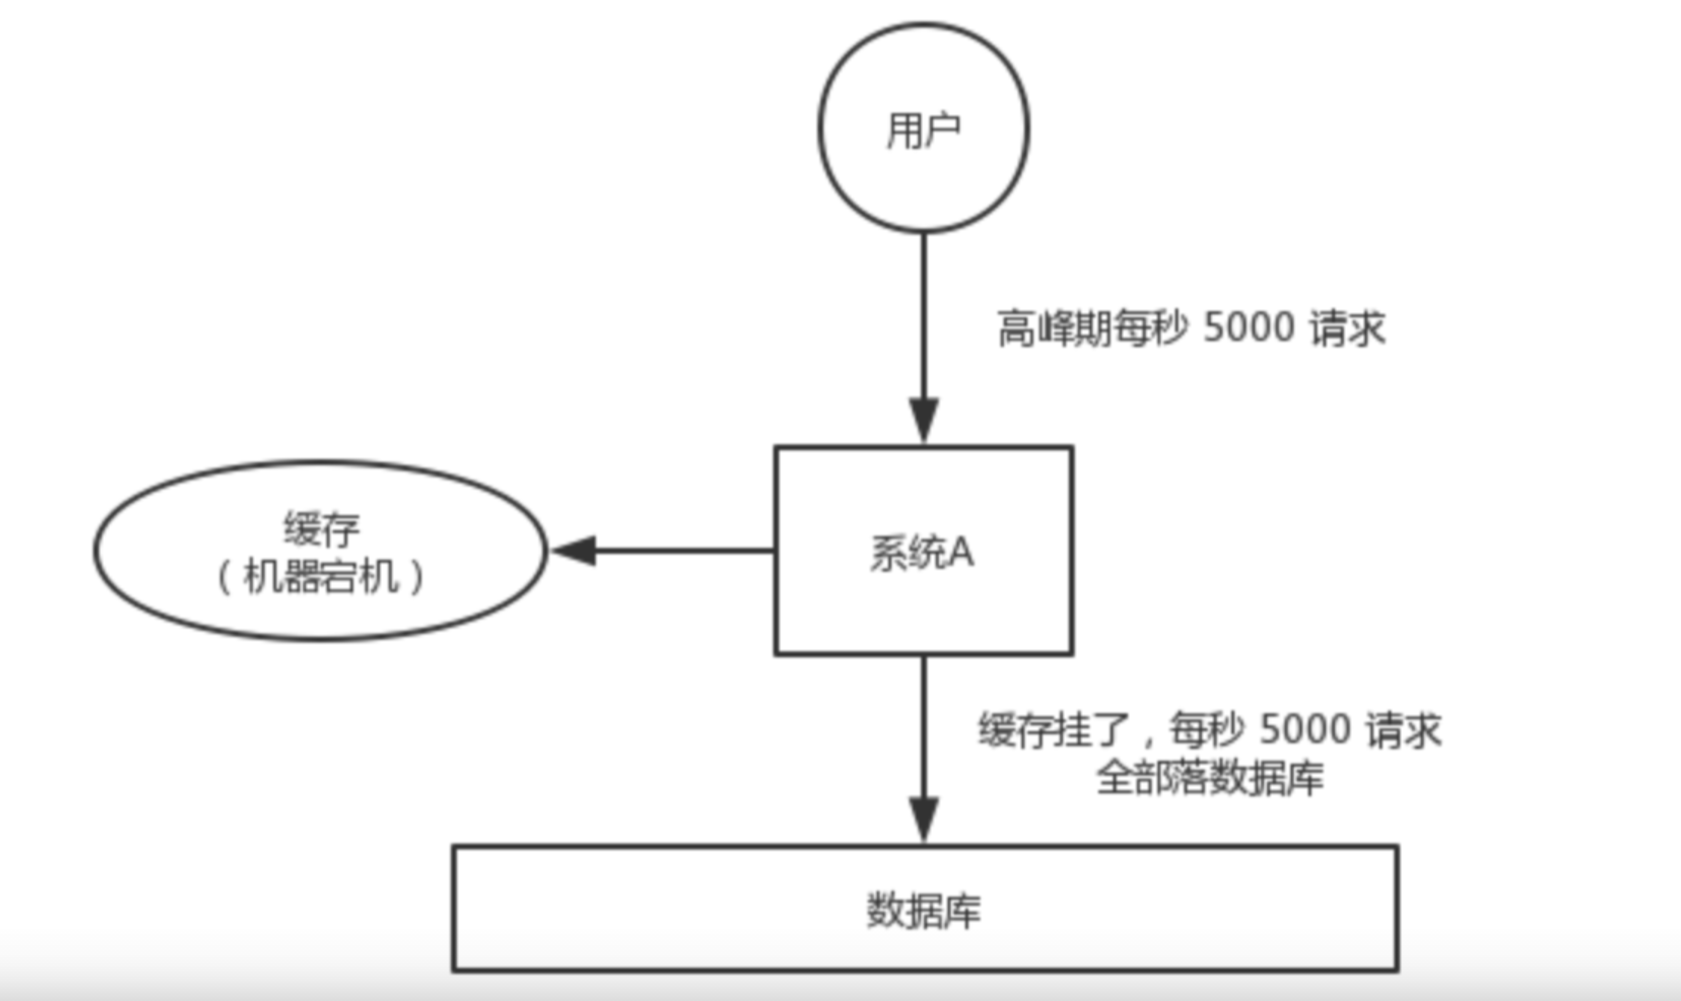 用户
高峰期每秒 5000 请求
缓存
（机器宕机）
系统A
缓存挂了，每秒 5000 请求
全部落数据库
数据库